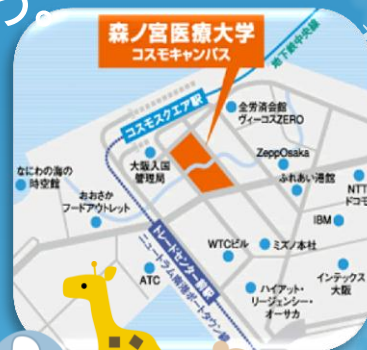 森ノ宮医療大学
コスモキャンパス
地下鉄中央線
コスモスクエア駅
全労済会館
ヴィーコスZERO
大阪入国
管理局
ZeppOsaka
なにわの海の
時空館
ふれあい港館
NTT
ドコモ
おおさか
フードアウトレット
IBM
トレードセンター前駅
ニュートラム南港ポートタウン線
WTCビル
ミズノ本社
ATC
インテックス
大阪
ハイアット・
リージェンシー・
オーサカ